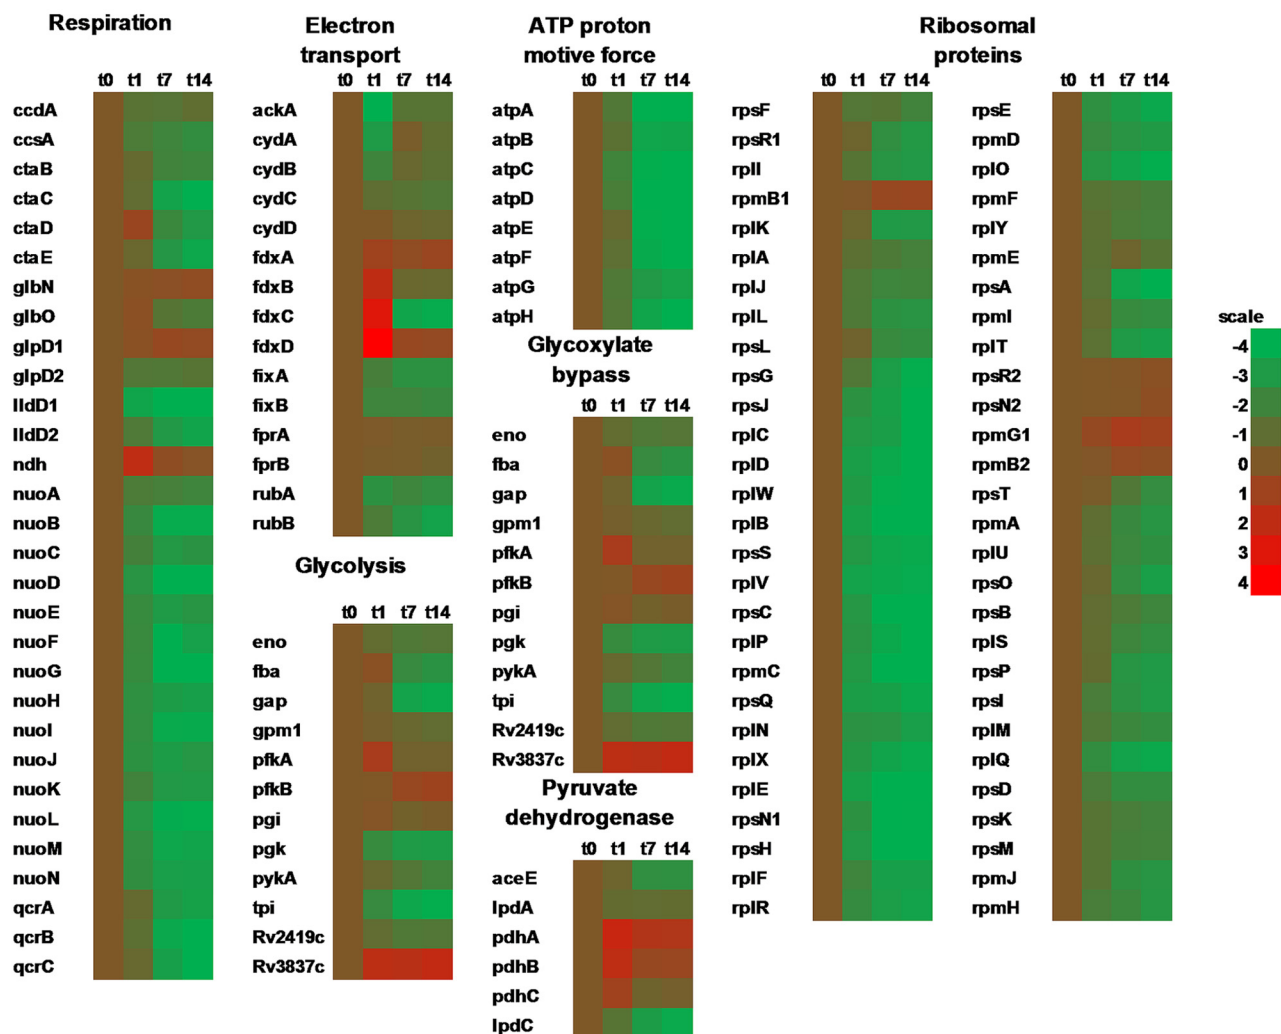 Respiration
t0 t1 t7 t14
ccdA
ccsA
ctaB
ctaC
ctaD
ctaE
glbN
glbO
glpD1
glpD2
lldD1
lldD2
ndh
nuoA
nuoB
nuoC
nuoD
nuoE
nuoF
nuoG
nuoH
nuoI
nuoJ
nuoK
nuoL
nuoM
nuoN
qcrA
qcrB
qcrC
Electron
transport
t0 t1 t7 t14
ackA
cydA
cydB
cydC
cydD
fdxA
fdxB
fdxC
fdxD
fixA
fixB
fprA
fprB
rubA
rubB
Glycolysis
t0 t1 t7 t14
eno
fba
gap
gpm1
pfkA
pfkB
pgi
pgk
pykA
tpi
Rv2419c
Rv3837c
ATP proton
motive force
t0 t1 t7 t14
atpA
atpB
atpC
atpD
atpE
atpF
atpG
atpH
Glycoxylate
bypass
t0 t1 t7 t14
eno
fba
gap
gpm1
pfkA
pfkB
pgi
pgk
pykA
tpi
Rv2419c
Rv3837c
Pyruvate
dehydrogenase
t0 t1 t7 t14
aceE
lpdA
pdhA
pdhB
pdhC
lpdC
Ribosomal
proteins
t0 t1 t7 t14
rpsF
rpsR1
rplI
rpmB1
rplK
rplA
rplJ
rplL
rpsL
rpsG
rpsJ
rplC
rplD
rplW
rplB
rpsS
rplV
rpsC
rplP
rpmC
rpsQ
rplN
rplX
rplE
rpsN1
rpsH
rplF
rplR
t0 t1 t7 t14
rpsE
rpmD
rplO
rpmF
rplY
rpmE
rpsA
rpmI
rplT
rpsR2
rpsN2
rpmG1
rpmB2
rpsT
rpmA
rplU
rpsO
rpsB
rplS
rpsP
rpsI
rplM
rplQ
rpsD
rpsK
rpsM
rpmJ
rpmH
scale
-4
-3
-2
-1
0
1
2
3
4